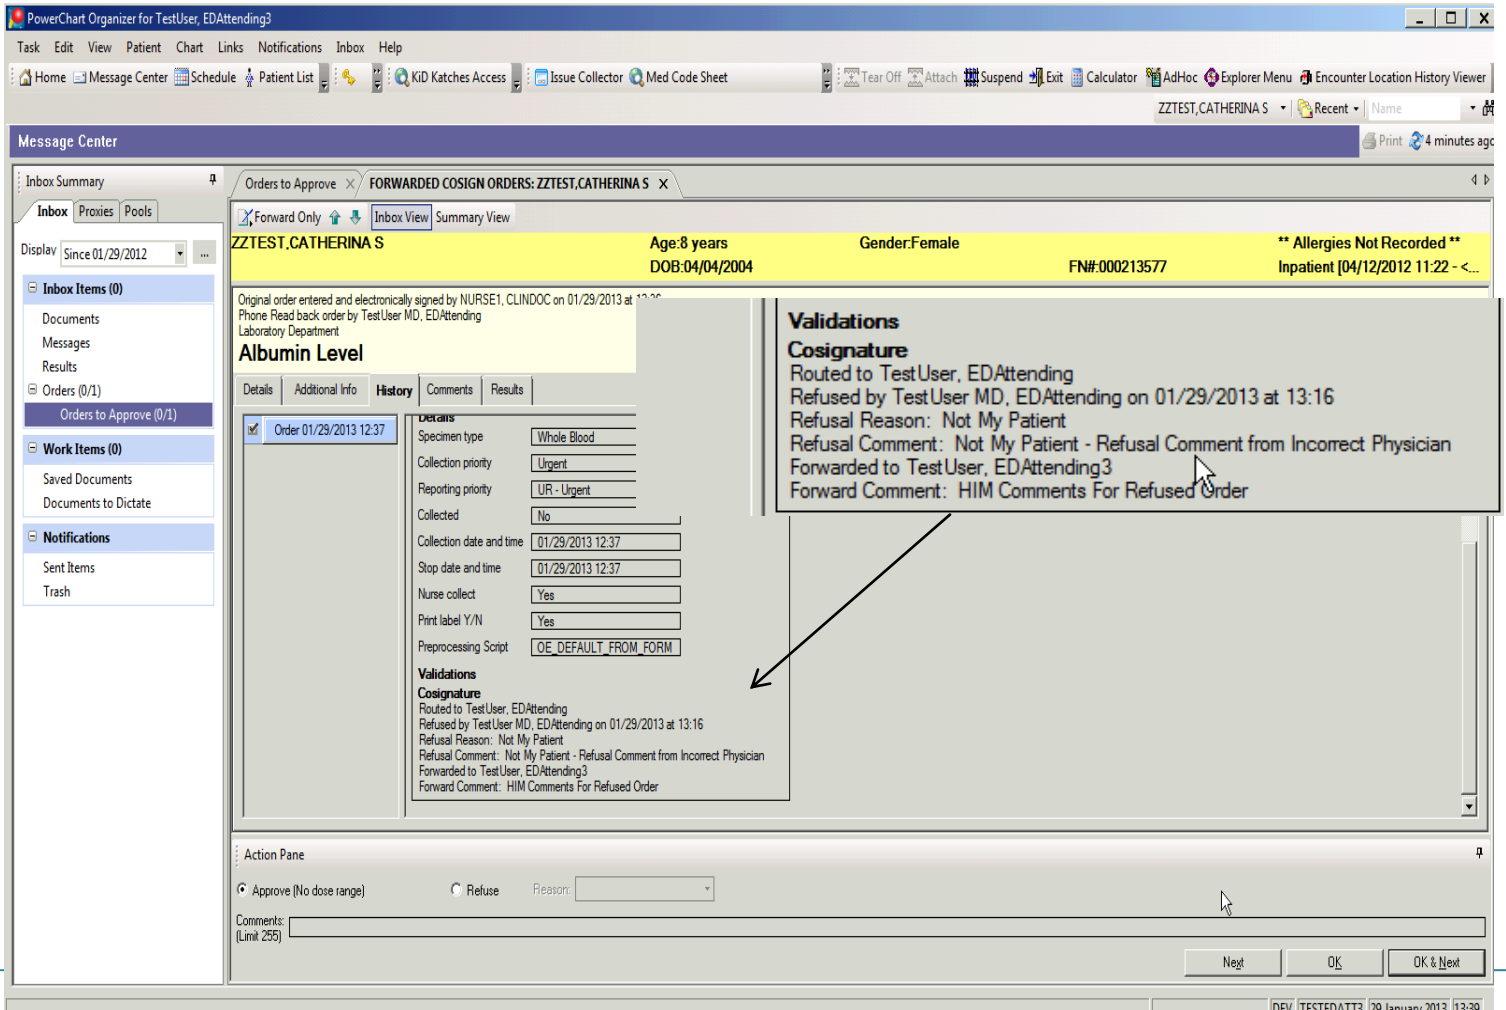 PowerChart Organizer for TestUser, EDAttending3
Task Edit View Patient Chart Links Notifications Inbox Help
Home Message Center Schedule Patient List KiD Katches Access Issue Collector Med Code Sheet Tear Off Attach Suspend Exit Calculator AdHoc Explorer Menu Encounter Location History Viewer
ZZTEST,CATHERINA S Recent Name
Message Center
Print 4 minutes ago
Inbox Summary
Inbox Proxies Pools
Display Since 01/29/2012 ...
Inbox Items (0)
Documents
Messages
Results
Orders (0/1)
Orders to Approve (0/1)
Work Items (0)
Saved Documents
Documents to Dictate
Notifications
Sent Items
Trash
Orders to Approve X FORWARDED COSIGN ORDERS: ZZTEST,CATHERINA S X
Forward Only Inbox View Summary View
ZZTEST,CATHERINA S Age:8 years Gender:Female ** Allergies Not Recorded **
DOB:04/04/2004 FN#:000213577 Inpatient [04/12/2012 11:22 - <...
Original order entered and electronically signed by NURSE1, CLINDOC on 01/29/2013 at
Phone Read back order by TestUser MD, EDAttending
Laboratory Department
Albumin Level
Details Additional Info History Comments Results
Order 01/29/2013 12:37
Details
Specimen type Whole Blood
Collection priority Urgent
Reporting priority UR - Urgent
Collected No
Collection date and time 01/29/2013 12:37
Stop date and time 01/29/2013 12:37
Nurse collect Yes
Print label Y/N Yes
Preprocessing Script OE_DEFAULT_FROM_FORM
Validations
Cosignature
Routed to TestUser, EDAttending
Refused by TestUser MD, EDAttending on 01/29/2013 at 13:16
Refusal Reason: Not My Patient
Refusal Comment: Not My Patient - Refusal Comment from Incorrect Physician
Forwarded to TestUser, EDAttending3
Forward Comment: HIM Comments For Refused Order
Validations
Cosignature
Routed to TestUser, EDAttending
Refused by TestUser MD, EDAttending on 01/29/2013 at 13:16
Refusal Reason: Not My Patient
Refusal Comment: Not My Patient - Refusal Comment from Incorrect Physician
Forwarded to TestUser, EDAttending3
Forward Comment: HIM Comments For Refused Order
Action Pane
Approve (No dose range) Refuse Reason:
Comments:
(Limit 255)
Next OK OK & Next
DEV TESTEDATT3 29 January 2013 13:39